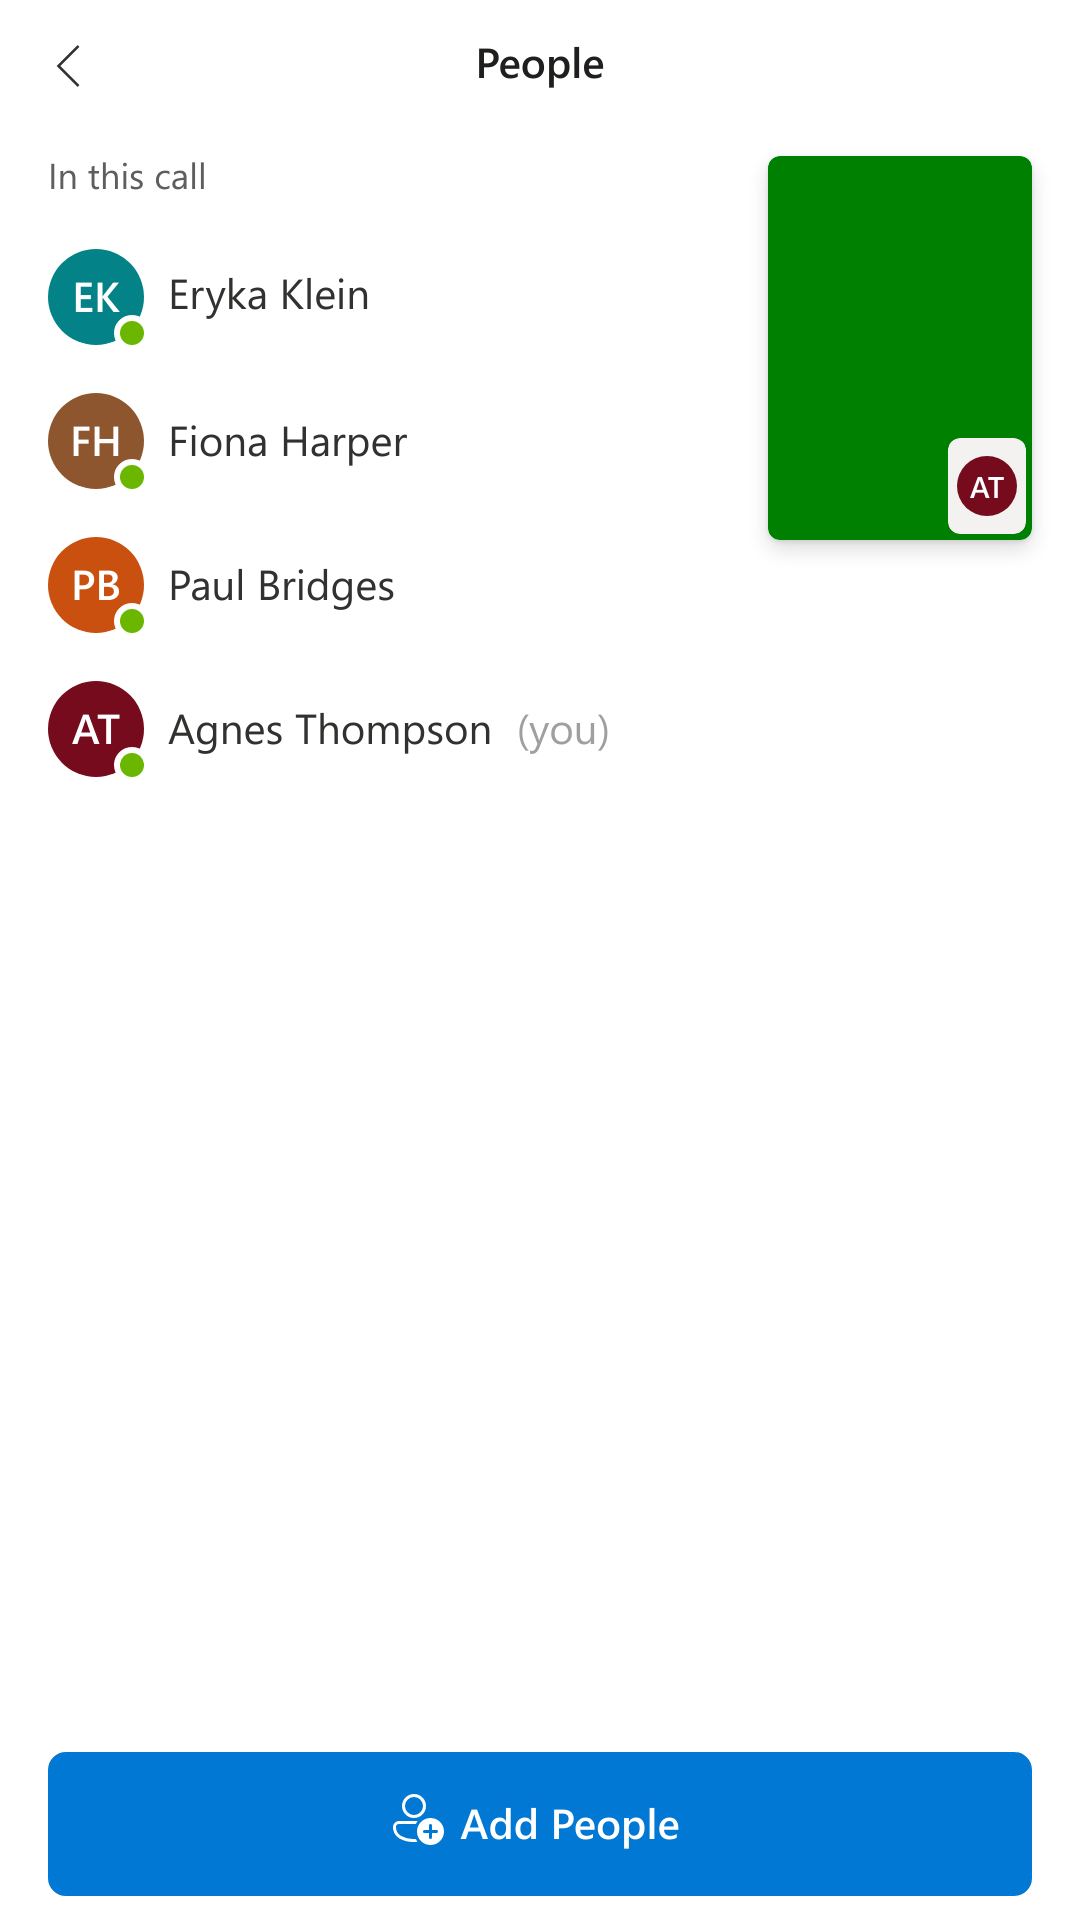 People
In this call
EK Eryka Klein
FH Fiona Harper
AT
PB Paul Bridges
AT Agnes Thompson (you)
Add People